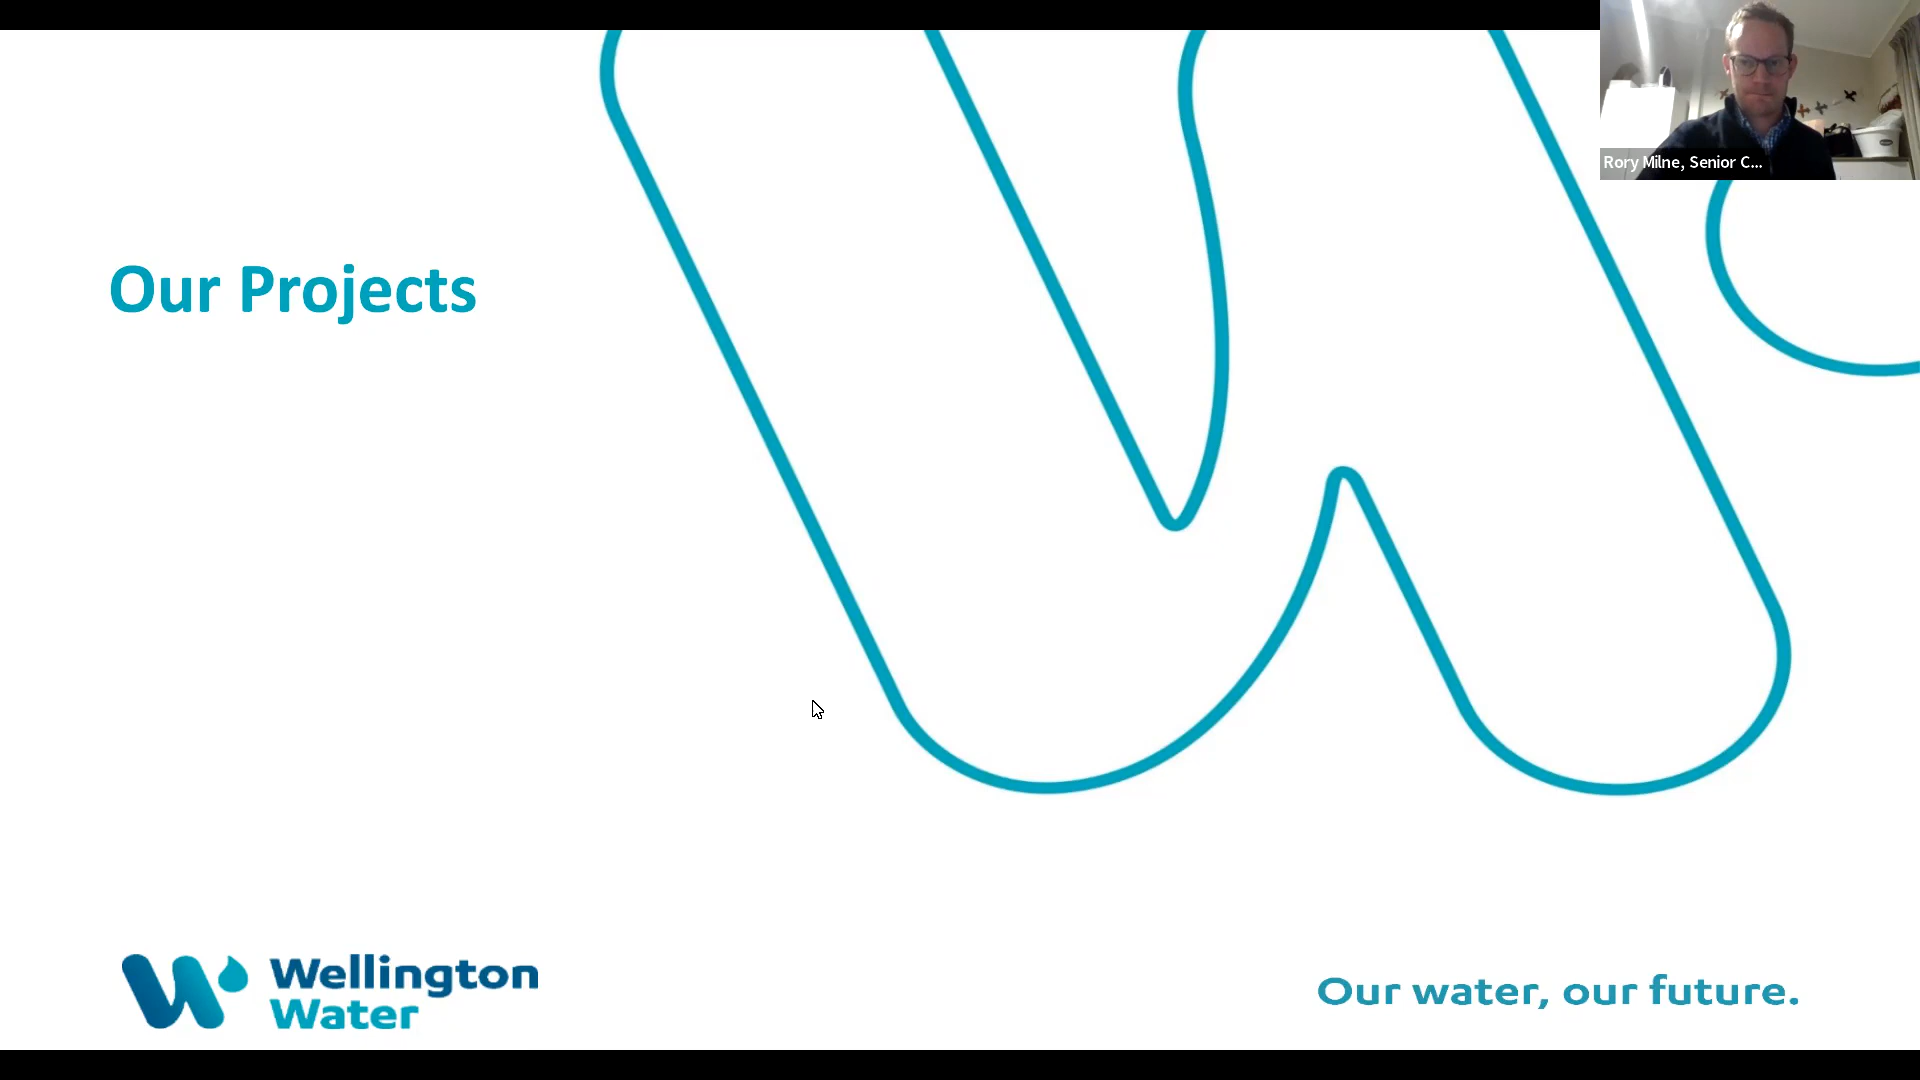 Rory Milne, Senior C...
Our Projects
Wellington
Water
Our water, our future.